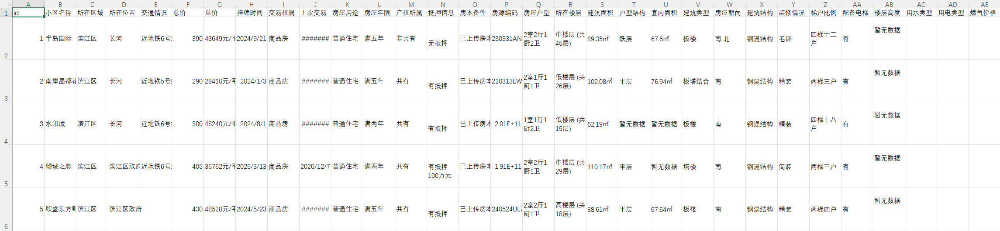 A B C D E F G H I J K L M N O P Q R S T U V W X Y Z AA AB AC AD AE
1 id 小区名称 所在区域 所在位置 交通情况 总价 单价 挂牌时间 交易权属 上次交易 房屋用途 房屋年限 产权所属 抵押信息 房本备件 房源编码 房屋户型 所在楼层 建筑面积 户型结构 套内面积 建筑类型 房屋朝向 建筑结构 装修情况 梯户比例 配备电梯 楼层高度 用水类型 用电类型 燃气价格
2 1 半岛国际 滨江区 长河 近地铁6号 390 43649元/平 2024/9/21 商品房 ####### 普通住宅 满五年 非共有 无抵押 已上传房本 230331AN 2室2厅1厨2卫 中楼层 (共45层) 89.35㎡ 跃层 67.6㎡ 板楼 南 北 钢混结构 毛坯 四梯十二户 有 暂无数据
3 2 南岸晶都花 滨江区 长河 近地铁5号 290 28410元/平 2024/1/3 商品房 ####### 普通住宅 满五年 共有 有抵押 已上传房本 210313EW 2室1厅1厨1卫 低楼层 (共26层) 102.08㎡ 平层 76.94㎡ 板塔结合 南 钢混结构 精装 两梯三户 有 暂无数据
4 3 水印城 滨江区 长河 近地铁6号 300 48240元/平 2024/8/1 商品房 ####### 普通住宅 满两年 共有 有抵押 已上传房本 2.01E+11 1室1厅1厨2卫 低楼层 (共15层) 62.19㎡ 暂无数据 暂无数据 板楼 南 钢混结构 精装 四梯十八户 有 暂无数据
5 4 倾城之恋 滨江区 滨江区政府 近地铁6号 405 36762元/平 2025/3/13 商品房 2020/12/7 普通住宅 满两年 共有 有抵押 100万元 已上传房本 1.91E+11 2室2厅1厨1卫 中楼层 (共29层) 110.17㎡ 平层 暂无数据 塔楼 南 钢混结构 简装 两梯三户 有 暂无数据
6 5 欣盛东方郡 滨江区 滨江区政府 430 48528元/平 2024/5/23 商品房 ####### 普通住宅 满五年 共有 有抵押 已上传房本 240524UL7 2室2厅1厨1卫 高楼层 (共18层) 88.61㎡ 平层 67.64㎡ 板楼 南 钢混结构 精装 两梯四户 有 暂无数据